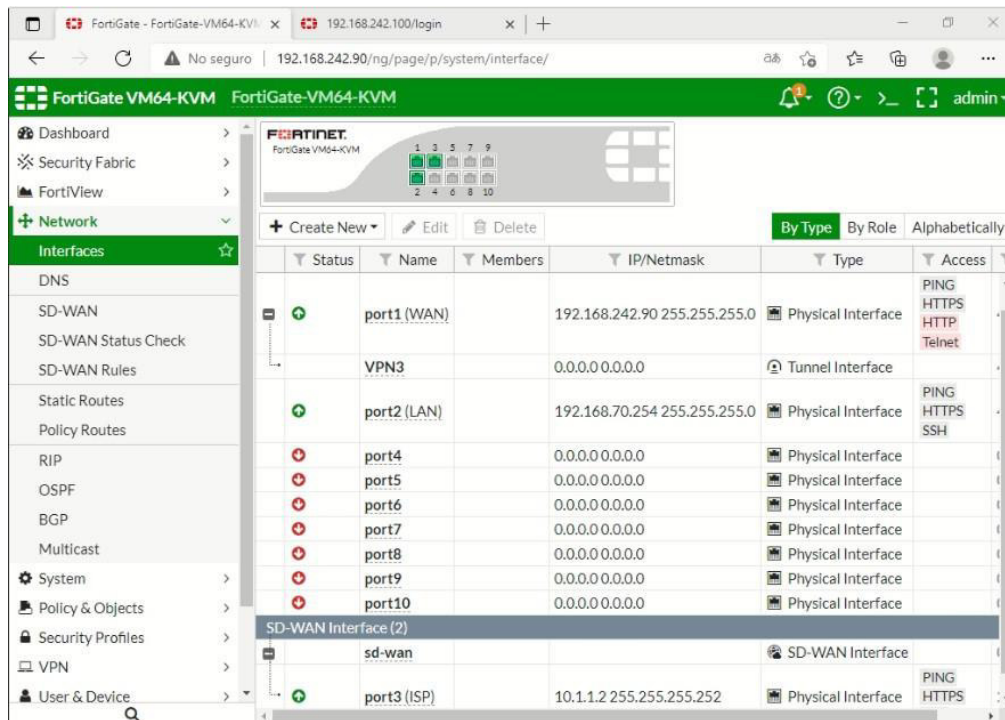 FortiGate - FortiGate-VM64-KVM
192.168.242.100/login
No seguro 192.168.242.90/ng/page/p/system/interface/
FortiGate VM64-KVM FortiGate-VM64-KVM
1
admin
Dashboard
Security Fabric
FortiView
Network
Interfaces
DNS
SD-WAN
SD-WAN Status Check
SD-WAN Rules
Static Routes
Policy Routes
RIP
OSPF
BGP
Multicast
System
Policy & Objects
Security Profiles
VPN
User & Device
FORTINET
FortiGate VM64-KVM
1 3 5 7 9
2 4 6 8 10
+ Create New Edit Delete By Type By Role Alphabetically
Status Name Members IP/Netmask Type Access
port1 (WAN) 192.168.242.90 255.255.255.0 Physical Interface PING
HTTPS
HTTP
Telnet
VPN3 0.0.0.0 0.0.0.0 Tunnel Interface
port2 (LAN) 192.168.70.254 255.255.255.0 Physical Interface PING
HTTPS
SSH
port4 0.0.0.0 0.0.0.0 Physical Interface
port5 0.0.0.0 0.0.0.0 Physical Interface
port6 0.0.0.0 0.0.0.0 Physical Interface
port7 0.0.0.0 0.0.0.0 Physical Interface
port8 0.0.0.0 0.0.0.0 Physical Interface
port9 0.0.0.0 0.0.0.0 Physical Interface
port10 0.0.0.0 0.0.0.0 Physical Interface
SD-WAN Interface (2)
sd-wan SD-WAN Interface
port3 (ISP) 10.1.1.2 255.255.255.252 Physical Interface PING
HTTPS